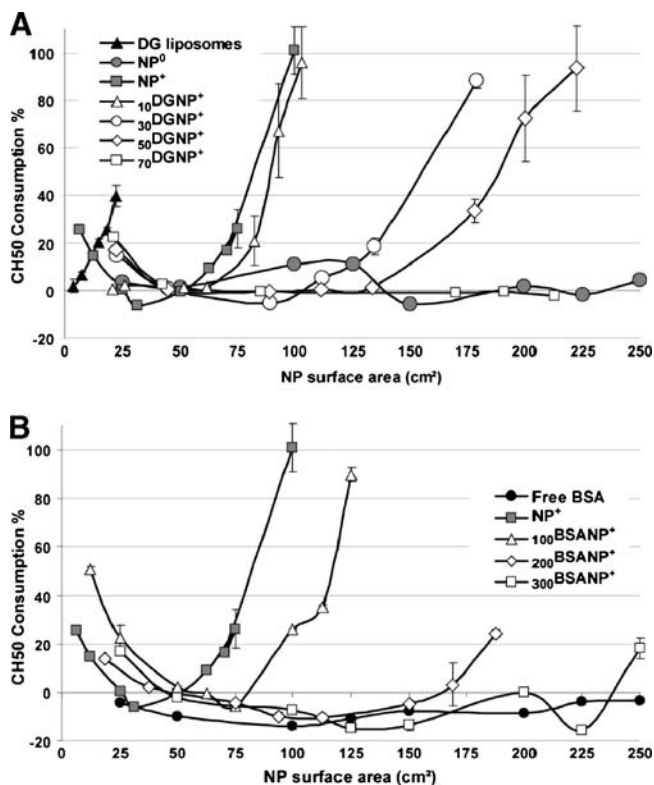 A
DG liposomes
NP⁰
NP⁺
₁₀DGNP⁺
₃₀DGNP⁺
₅₀DGNP⁺
₇₀DGNP⁺
CH50 Consumption %
100
80
60
40
20
0
-20
0 25 50 75 100 125 150 175 200 225 250
NP surface area (cm²)
B
Free BSA
NP⁺
₁₀₀BSANP⁺
₂₀₀BSANP⁺
₃₀₀BSANP⁺
CH50 Consumption %
100
80
60
40
20
0
-20
0 25 50 75 100 125 150 175 200 225 250
NP surface area (cm²)